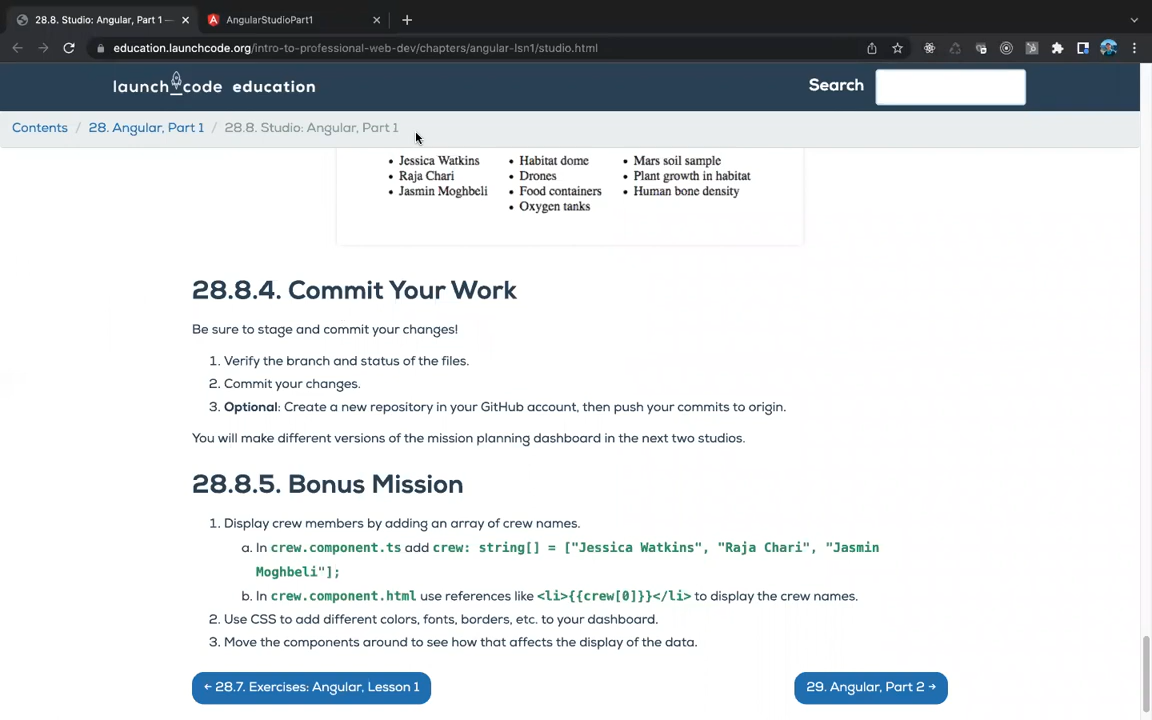 28.8. Studio: Angular, Part 1 —
AngularStudioPart1
education.launchcode.org/intro-to-professional-web-dev/chapters/angular-lsn1/studio.html
launch_code education
Search
Contents / 28. Angular, Part 1 / 28.8. Studio: Angular, Part 1
• Jessica Watkins • Habitat dome • Mars soil sample
• Raja Chari • Drones • Plant growth in habitat
• Jasmin Moghbeli • Food containers • Human bone density
• Oxygen tanks
28.8.4. Commit Your Work
Be sure to stage and commit your changes!
1. Verify the branch and status of the files.
2. Commit your changes.
3. Optional: Create a new repository in your GitHub account, then push your commits to origin.
You will make different versions of the mission planning dashboard in the next two studios.
28.8.5. Bonus Mission
1. Display crew members by adding an array of crew names.
a. In crew.component.ts add crew: string[] = ["Jessica Watkins", "Raja Chari", "Jasmin
Moghbeli"];
b. In crew.component.html use references like <li>{{crew[0]}}</li> to display the crew names.
2. Use CSS to add different colors, fonts, borders, etc. to your dashboard.
3. Move the components around to see how that affects the display of the data.
← 28.7. Exercises: Angular, Lesson 1
29. Angular, Part 2 →